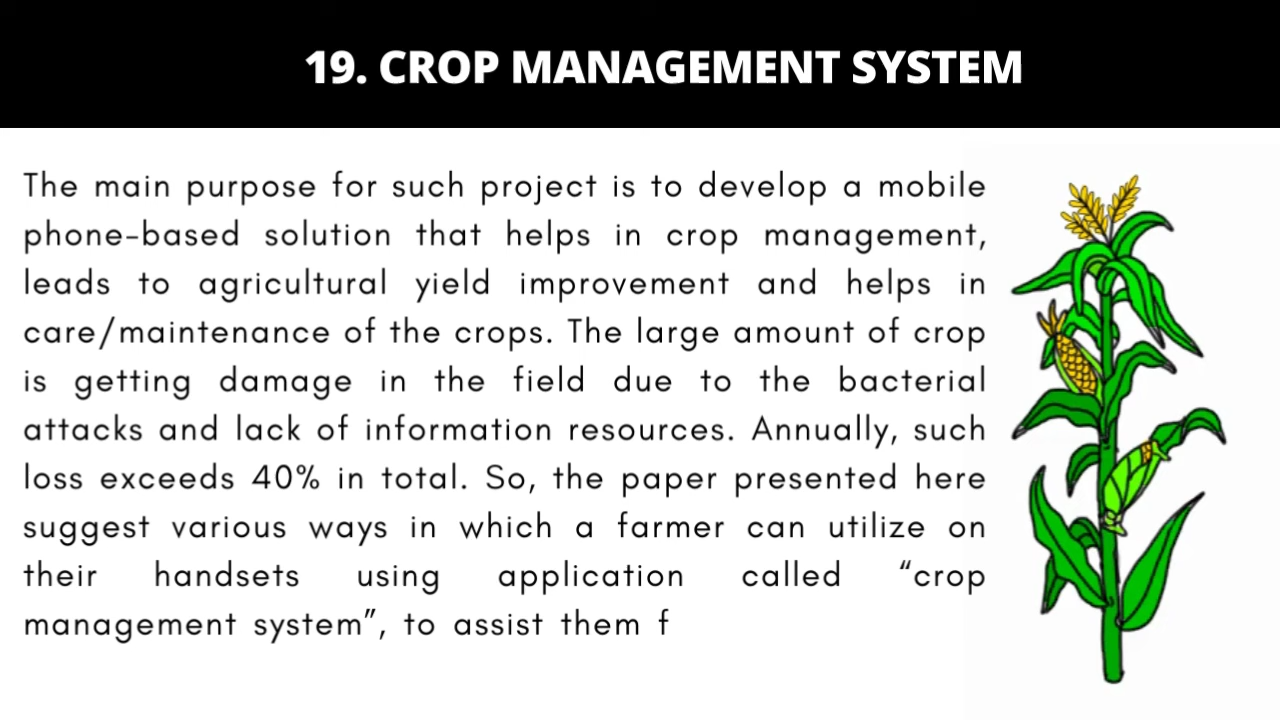 19. CROP MANAGEMENT SYSTEM
The main purpose for such project is to develop a mobile
phone-based solution that helps in crop management,
leads to agricultural yield improvement and helps in
care/maintenance of the crops. The large amount of crop
is getting damage in the field due to the bacterial
attacks and lack of information resources. Annually, such
loss exceeds 40% in total. So, the paper presented here
suggest various ways in which a farmer can utilize on
their handsets using application called “crop
management system”, to assist them f